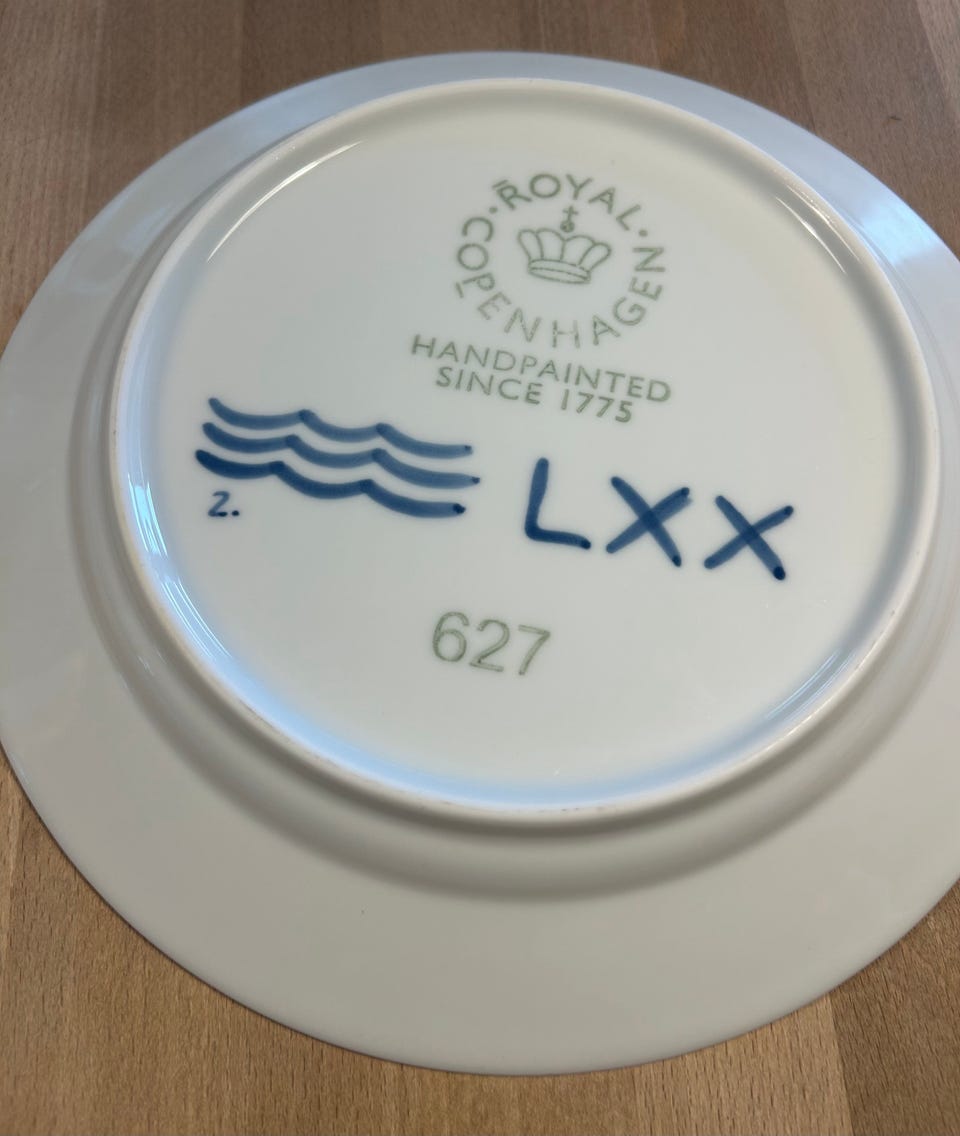 ROYAL · COPENHAGEN ·
HANDPAINTED
SINCE 1775
2.
LXX
627